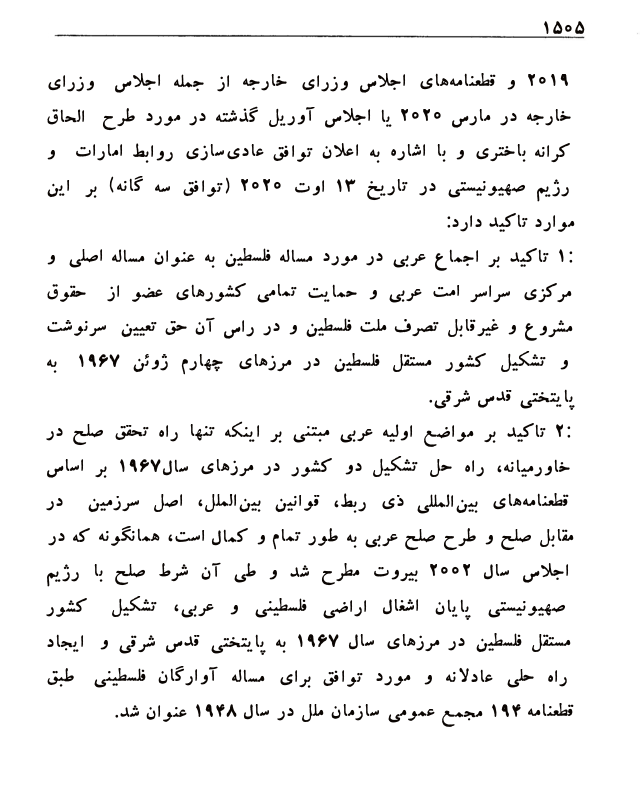 ۱۵۰۵
۲۰۱۹ و قطعنامه‌های اجلاس وزرای خارجه از جمله اجلاس وزرای
خارجه در مارس ۲۰۲۰ یا اجلاس آوریل گذشته در مورد طرح الحاق
کرانه باختری و با اشاره به اعلان توافق عادی‌سازی روابط امارات و
رژیم صهیونیستی در تاریخ ۱۳ اوت ۲۰۲۰ (توافق سه گانه) بر این
موارد تاکید دارد:
۱: تاکید بر اجماع عربی در مورد مساله فلسطین به عنوان مساله اصلی و
مرکزی سراسر امت عربی و حمایت تمامی کشورهای عضو از حقوق
مشروع و غیرقابل تصرف ملت فلسطین و در راس آن حق تعیین سرنوشت
و تشکیل کشور مستقل فلسطین در مرزهای چهارم ژوئن ۱۹۶۷ به
پایتختی قدس شرقی.
۲: تاکید بر مواضع اولیه عربی مبتنی بر اینکه تنها راه تحقق صلح در
خاورمیانه، راه حل تشکیل دو کشور در مرزهای سال۱۹۶۷ بر اساس
قطعنامه‌های بین‌المللی ذی ربط، قوانین بین‌الملل، اصل سرزمین در
مقابل صلح و طرح صلح عربی به طور تمام و کمال است، همانگونه که در
اجلاس سال ۲۰۰۲ بیروت مطرح شد و طی آن شرط صلح با رژیم
صهیونیستی پایان اشغال اراضی فلسطینی و عربی، تشکیل کشور
مستقل فلسطین در مرزهای سال ۱۹۶۷ به پایتختی قدس شرقی و ایجاد
راه حلی عادلانه و مورد توافق برای مساله آوارگان فلسطینی طبق
قطعنامه ۱۹۴ مجمع عمومی سازمان ملل در سال ۱۹۴۸ عنوان شد.